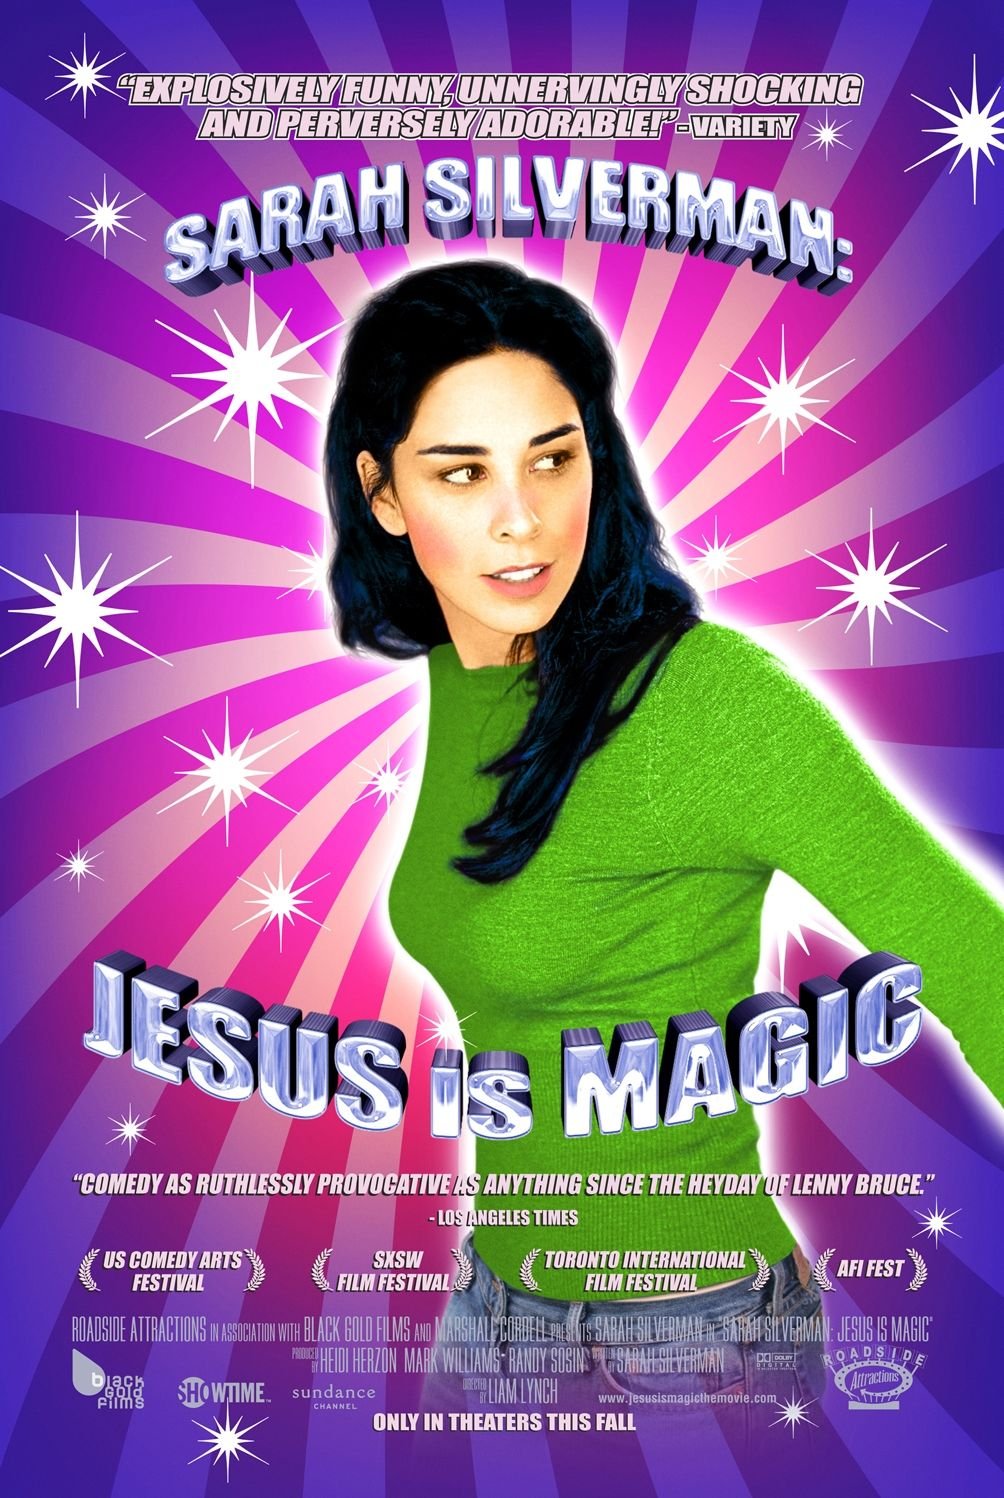 “EXPLOSIVELY FUNNY, UNNERVINGLY SHOCKING
AND PERVERSELY ADORABLE!” - VARIETY
SARAH SILVERMAN:
JESUS iS MAGIC
“COMEDY AS RUTHLESSLY PROVOCATIVE AS ANYTHING SINCE THE HEYDAY OF LENNY BRUCE.”
- LOS ANGELES TIMES
US COMEDY ARTS
FESTIVAL
SXSW
FILM FESTIVAL
TORONTO INTERNATIONAL
FILM FESTIVAL
AFI FEST
ROADSIDE ATTRACTIONS IN ASSOCIATION WITH BLACK GOLD FILMS AND MARSHALL CORDELL PRESENTS SARAH SILVERMAN IN "SARAH SILVERMAN: JESUS IS MAGIC"
PRODUCED BY HEIDI HERZON MARK WILLIAMS RANDY SOSIN WRITTEN BY SARAH SILVERMAN
DIRECTED BY LIAM LYNCH
black
gold
films
SHOWTIME
sundance
CHANNEL
www.jesusismagicthemovie.com
DOLBY
DIGITAL
ROADSIDE
Attractions
ONLY IN THEATERS THIS FALL